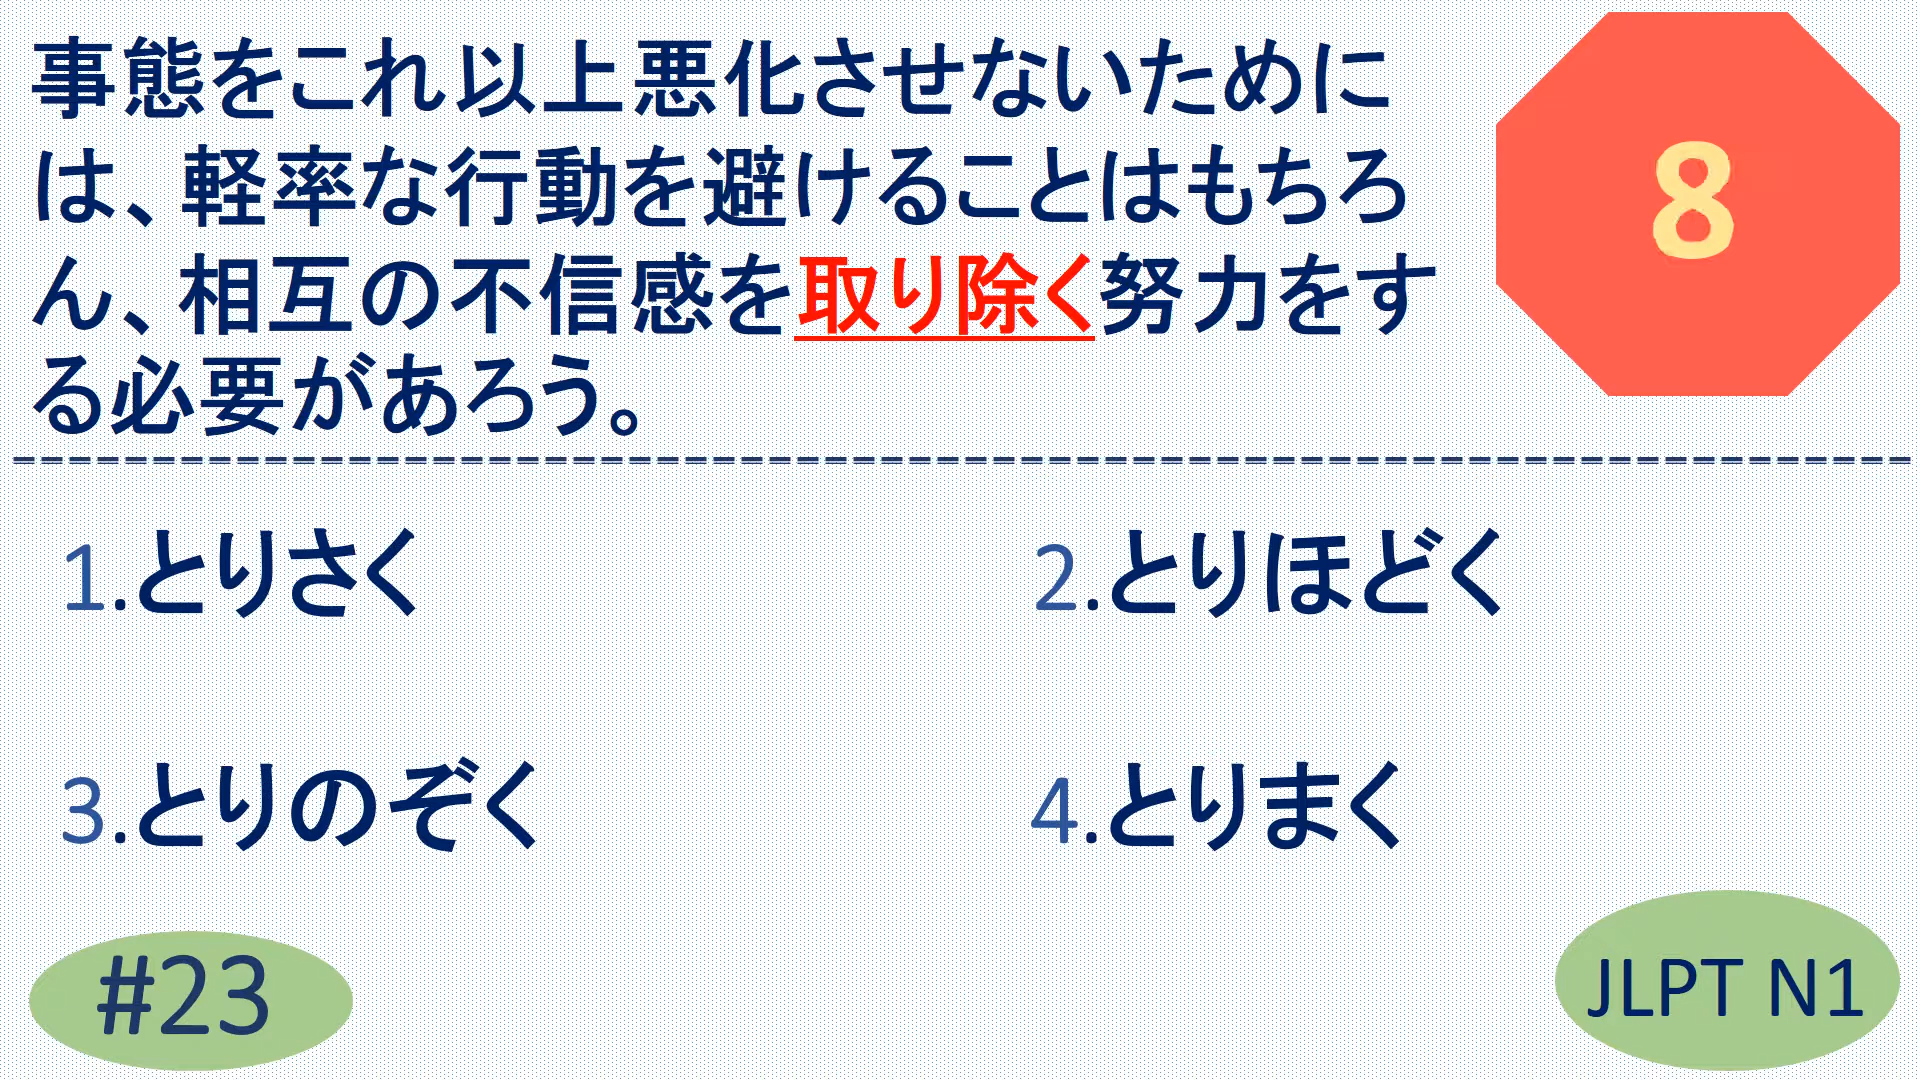 事態をこれ以上悪化させないために
は、軽率な行動を避けることはもちろ
ん、相互の不信感を取り除く努力をす
る必要があろう。
8
1.とりさく
2.とりほどく
3.とりのぞく
4.とりまく
#23
JLPT N1